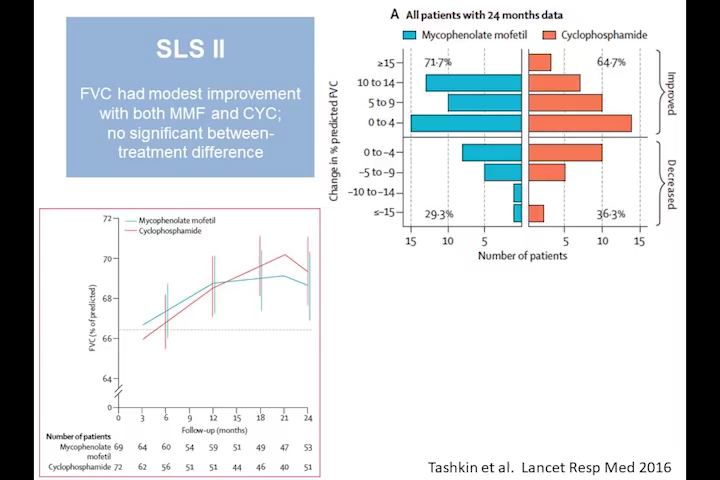 SLS II
FVC had modest improvement
with both MMF and CYC;
no significant between-
treatment difference
A All patients with 24 months data
Mycophenolate mofetil Cyclophosphamide
Change in % predicted FVC
≥15
10 to 14
5 to 9
0 to 4
0 to −4
−5 to −9
−10 to −14
≤−15
71·7% 64·7%
29·3% 36·3%
Improved
Decreased
15 10 5 5 10 15
Number of patients
Mycophenolate mofetil
Cyclophosphamide
FVC (% of predicted)
72
70
68
66
64
0
0 3 6 9 12 15 18 21 24
Follow-up (months)
Number of patients
Mycophenolate 69 64 60 54 59 51 49 47 53
mofetil
Cyclophosphamide 72 62 56 51 51 44 46 40 51
Tashkin et al. Lancet Resp Med 2016